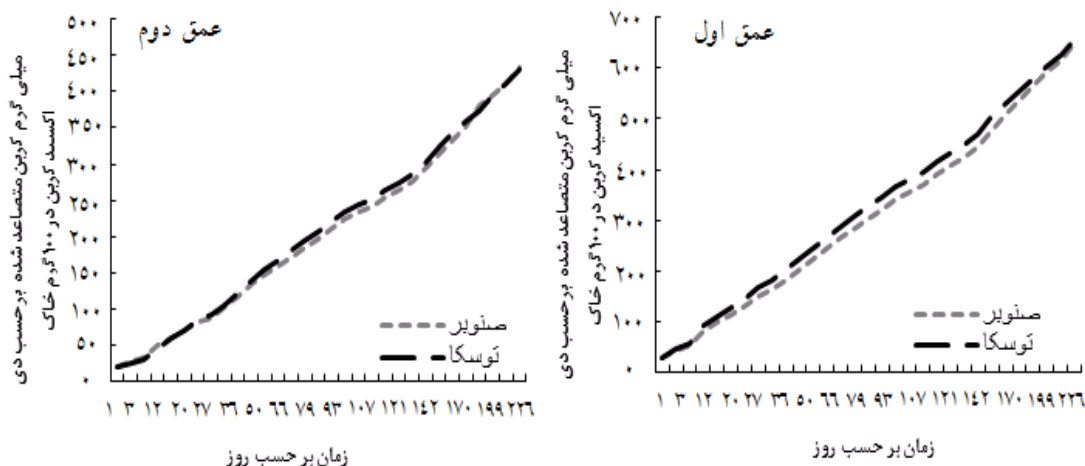 عمق اول
میلی گرم کربن متصاعد شده برحسب دی
اکسید کربن در ۱۰۰ گرم خاک
۷۰۰
۶۰۰
۵۰۰
۴۰۰
۳۰۰
۲۰۰
۱۰۰
۰
صنوبر
توسکا
۱ ۳ ۱۲ ۲۰ ۲۷ ۳۶ ۵۰ ۶۶ ۷۹ ۹۳ ۱۰۷ ۱۲۱ ۱۴۲ ۱۷۰ ۱۹۹ ۲۲۶
زمان بر حسب روز
عمق دوم
میلی گرم کربن متصاعد شده برحسب دی
اکسید کربن در ۱۰۰ گرم خاک
۵۰۰
۴۵۰
۴۰۰
۳۵۰
۳۰۰
۲۵۰
۲۰۰
۱۵۰
۱۰۰
۵۰
۰
صنوبر
توسکا
۱ ۳ ۱۲ ۲۰ ۲۷ ۳۶ ۵۰ ۶۶ ۷۹ ۹۳ ۱۰۷ ۱۲۱ ۱۴۲ ۱۷۰ ۱۹۹ ۲۲۶
زمان بر حسب روز